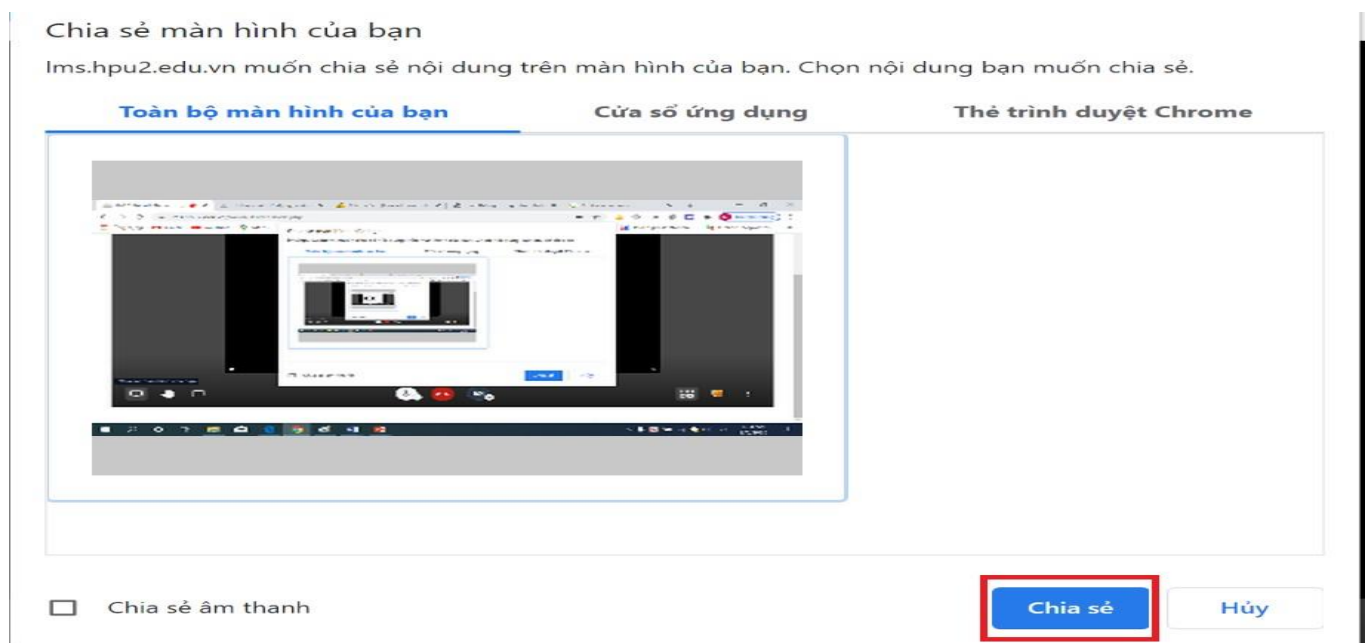 Chia sẻ màn hình của bạn
lms.hpu2.edu.vn muốn chia sẻ nội dung trên màn hình của bạn. Chọn nội dung bạn muốn chia sẻ.
Toàn bộ màn hình của bạn Cửa sổ ứng dụng Thẻ trình duyệt Chrome
Chia sẻ âm thanh Chia sẻ Hủy